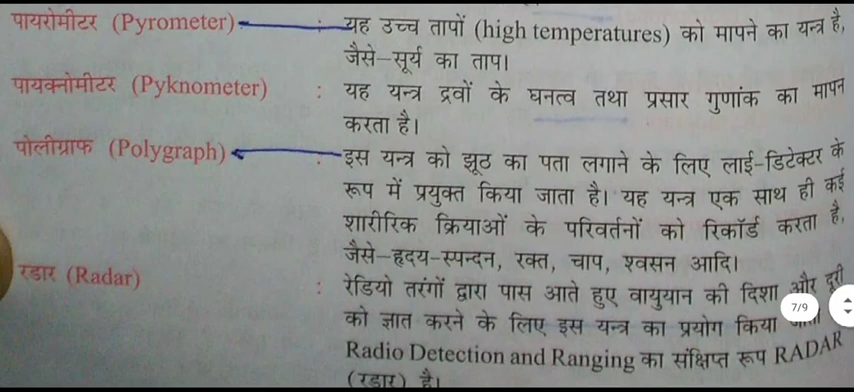 पायरोमीटर (Pyrometer) : यह उच्च तापों (high temperatures) को मापने का यन्त्र है,
जैसे–सूर्य का ताप।
पायक्नोमीटर (Pyknometer) : यह यन्त्र द्रवों के घनत्व तथा प्रसार गुणांक का मापन
करता है।
पोलीग्राफ (Polygraph) : इस यन्त्र को झूठ का पता लगाने के लिए लाई-डिटेक्टर के
रूप में प्रयुक्त किया जाता है। यह यन्त्र एक साथ ही कई
शारीरिक क्रियाओं के परिवर्तनों को रिकॉर्ड करता है,
जैसे–हृदय-स्पन्दन, रक्त, चाप, श्वसन आदि।
रडार (Radar) : रेडियो तरंगों द्वारा पास आते हुए वायुयान की दिशा और दूरी
को ज्ञात करने के लिए इस यन्त्र का प्रयोग किया
7/9
Radio Detection and Ranging का संक्षिप्त रूप RADAR
(रडार) है।